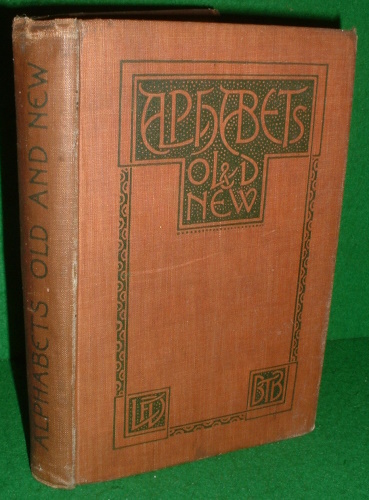 ALPHABETS OLD AND NEW
ALPHABETS
OLD
&
NEW
LFD
BTB